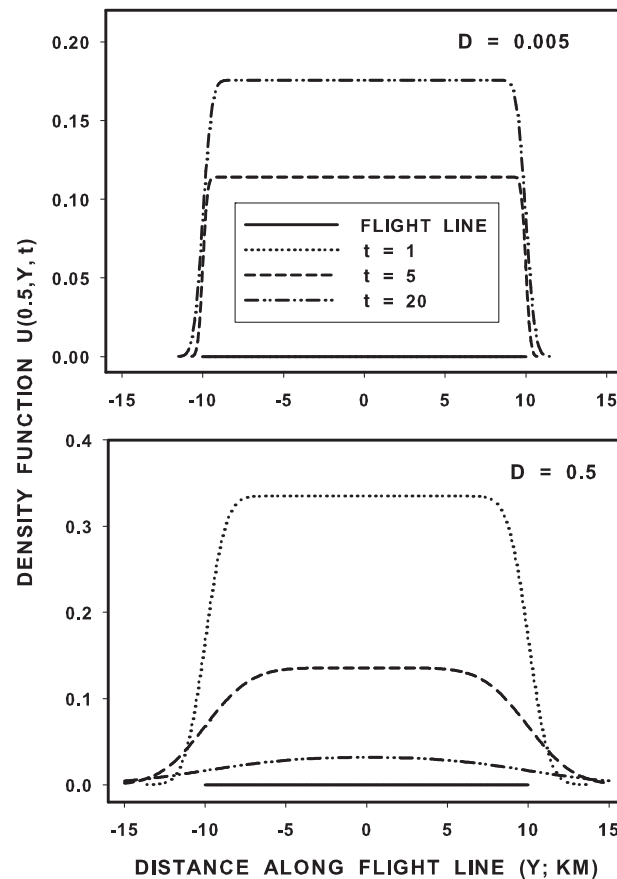 DENSITY FUNCTION U(0.5,Y,t)
0.20
0.15
0.10
0.05
0.00
D = 0.005
FLIGHT LINE
t = 1
t = 5
t = 20
-15 -10 -5 0 5 10 15
0.4
0.3
0.2
0.1
0.0
D = 0.5
-15 -10 -5 0 5 10 15
DISTANCE ALONG FLIGHT LINE (Y; KM)